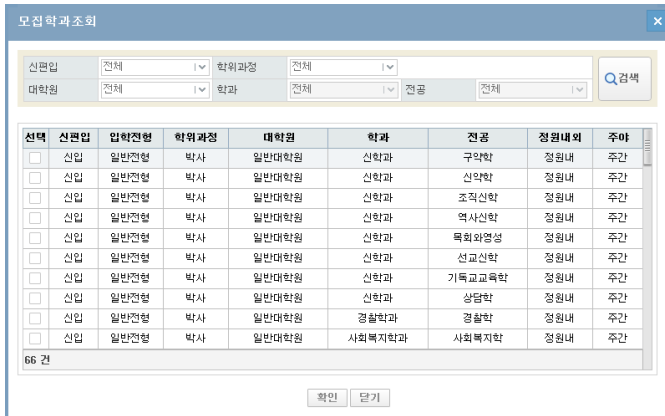 모집학과조회
신편입 전체 학위과정 전체
대학원 전체 학과 전체 전공 전체
검색
선택 신편입 입학전형 학위과정 대학원 학과 전공 정원내외 주야
신입 일반전형 박사 일반대학원 신학과 구약학 정원내 주간
신입 일반전형 박사 일반대학원 신학과 신약학 정원내 주간
신입 일반전형 박사 일반대학원 신학과 조직신학 정원내 주간
신입 일반전형 박사 일반대학원 신학과 역사신학 정원내 주간
신입 일반전형 박사 일반대학원 신학과 목회와영성 정원내 주간
신입 일반전형 박사 일반대학원 신학과 선교신학 정원내 주간
신입 일반전형 박사 일반대학원 신학과 기독교교육학 정원내 주간
신입 일반전형 박사 일반대학원 신학과 상담학 정원내 주간
신입 일반전형 박사 일반대학원 경찰학과 경찰학 정원내 주간
신입 일반전형 박사 일반대학원 사회복지학과 사회복지학 정원내 주간
66 건
확인 닫기